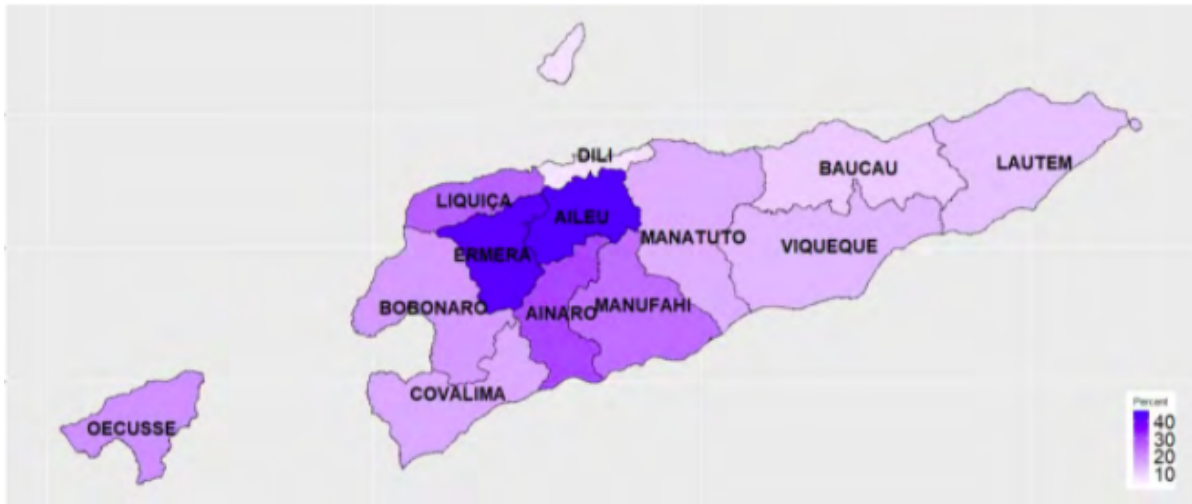 DILI
BAUCAU
LAUTEM
LIQUIÇA
AILEU
MANATUTO
VIQUEQUE
ERMERA
BOBONARO
AINARO
MANUFAHI
COVALIMA
OECUSSE
Percent
40
30
20
10